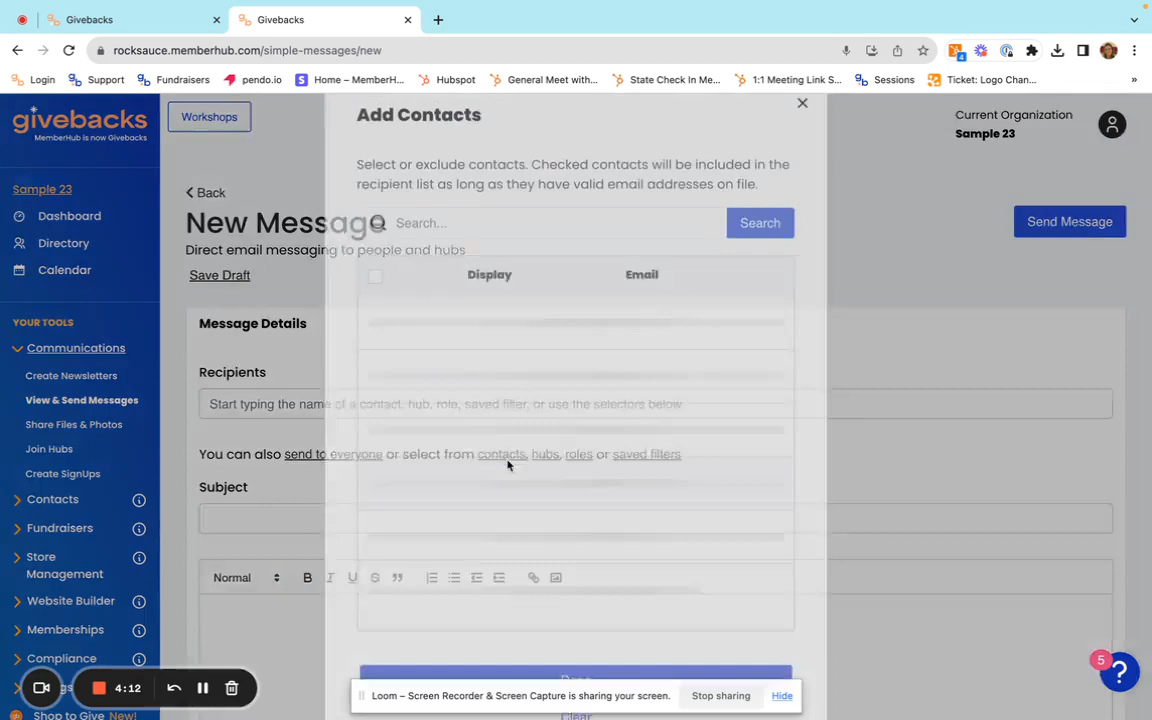 Givebacks
Givebacks
rocksauce.memberhub.com/simple-messages/new
Login
Support
Fundraisers
pendo.io
Home – MemberH...
Hubspot
General Meet with...
State Check In Me...
1:1 Meeting Link S...
Sessions
Ticket: Logo Chan...
»
4
givebacks
MemberHub is now Givebacks
Workshops
Current Organization
Sample 23
Sample 23
Dashboard
Directory
Calendar
YOUR TOOLS
Communications
Create Newsletters
View & Send Messages
Share Files & Photos
Join Hubs
Create SignUps
Contacts
Fundraisers
Store
Management
Website Builder
Memberships
Compliance
Shop to Give New!
Back
New Message
Direct email messaging to people and hubs
Save Draft
Send Message
Message Details
Recipients
Start typing the name of a contact, hub, role, saved filter, or use the selectors below
You can also send to everyone or select from contacts, hubs, roles or saved filters
Subject
Normal
B I U S
Add Contacts
Select or exclude contacts. Checked contacts will be included in the
recipient list as long as they have valid email addresses on file.
Search...
Search
Display
Email
Clear
4:12
Loom – Screen Recorder & Screen Capture is sharing your screen.
Stop sharing
Hide
5
?